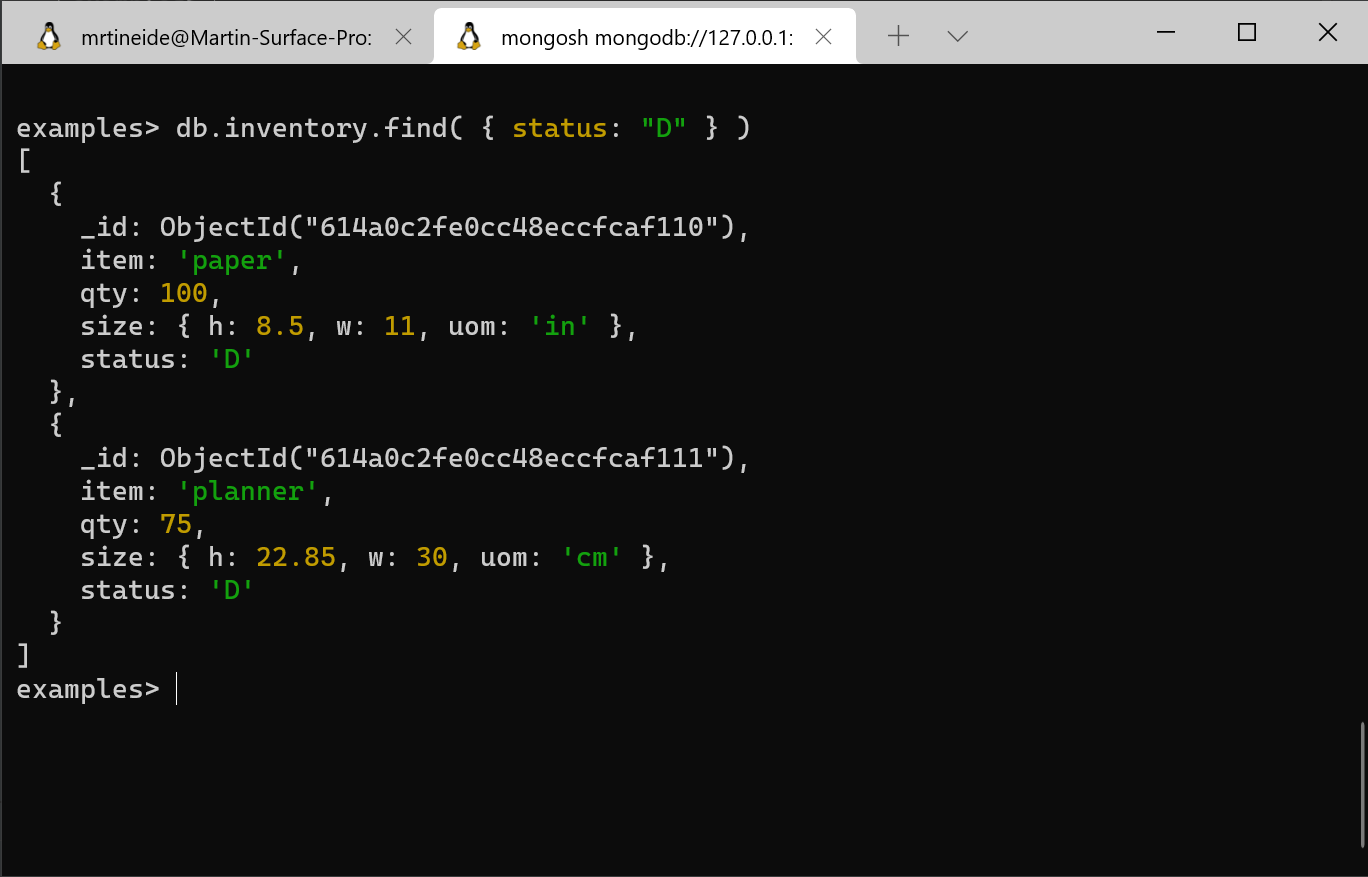 mrtineide@Martin-Surface-Pro: mongosh mongodb://127.0.0.1:
examples> db.inventory.find( { status: "D" } )
[
  {
    _id: ObjectId("614a0c2fe0cc48eccfcaf110"),
    item: 'paper',
    qty: 100,
    size: { h: 8.5, w: 11, uom: 'in' },
    status: 'D'
  },
  {
    _id: ObjectId("614a0c2fe0cc48eccfcaf111"),
    item: 'planner',
    qty: 75,
    size: { h: 22.85, w: 30, uom: 'cm' },
    status: 'D'
  }
]
examples>